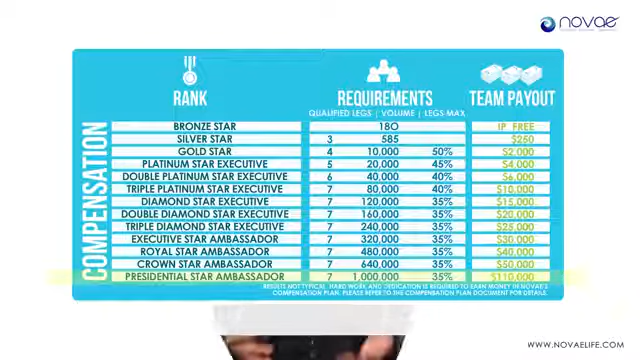 novae
RANK
REQUIREMENTS
TEAM PAYOUT
QUALIFIED LEGS | VOLUME | LEGS MAX
COMPENSATION
BRONZE STAR 180 IP FREE
SILVER STAR 3 585 $250
GOLD STAR 4 10,000 50% $2,000
PLATINUM STAR EXECUTIVE 5 20,000 45% $4,000
DOUBLE PLATINUM STAR EXECUTIVE 6 40,000 40% $6,000
TRIPLE PLATINUM STAR EXECUTIVE 7 80,000 40% $10,000
DIAMOND STAR EXECUTIVE 7 120,000 35% $15,000
DOUBLE DIAMOND STAR EXECUTIVE 7 160,000 35% $20,000
TRIPLE DIAMOND STAR EXECUTIVE 7 240,000 35% $25,000
EXECUTIVE STAR AMBASSADOR 7 320,000 35% $30,000
ROYAL STAR AMBASSADOR 7 480,000 35% $40,000
CROWN STAR AMBASSADOR 7 640,000 35% $50,000
PRESIDENTIAL STAR AMBASSADOR 7 1,000,000 35% $110,000
RESULTS NOT TYPICAL. HARD WORK AND DEDICATION IS REQUIRED TO EARN MONEY IN NOVAE'S
COMPENSATION PLAN. PLEASE REFER TO THE COMPENSATION PLAN DOCUMENT FOR DETAILS.
WWW.NOVAELIFE.COM